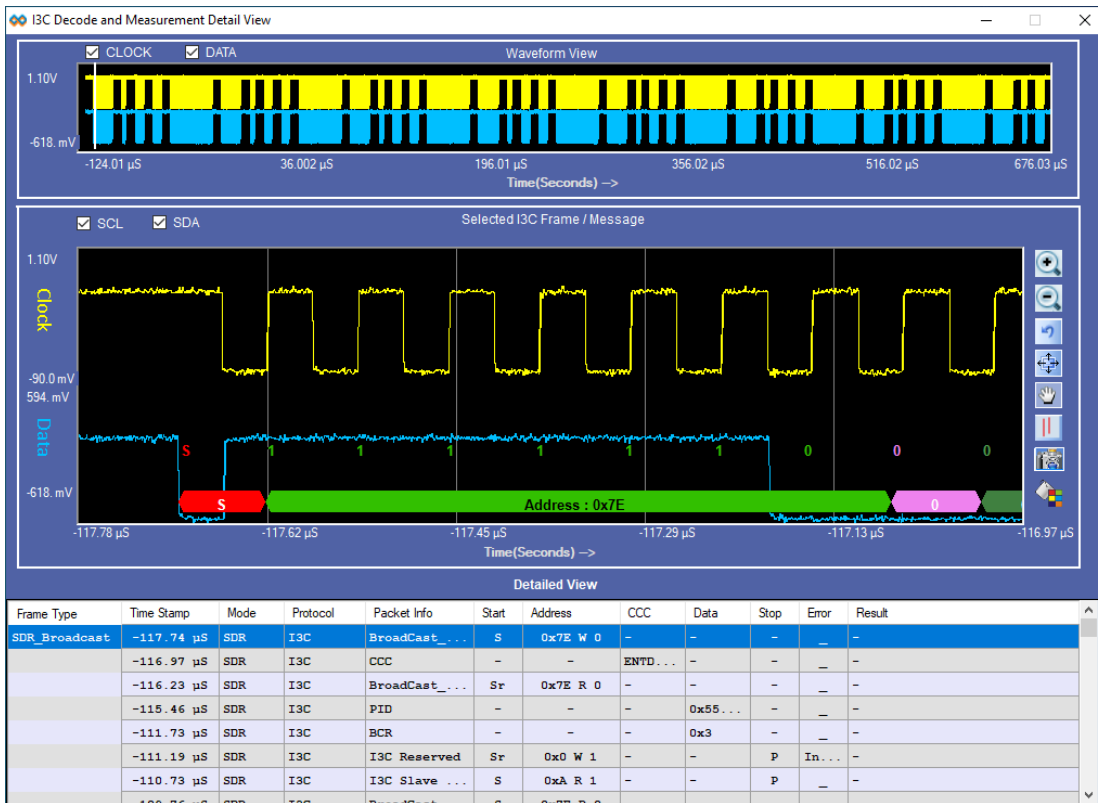 I3C Decode and Measurement Detail View
CLOCK DATA Waveform View
1.10V
-618. mV
-124.01 µS 36.002 µS 196.01 µS 356.02 µS 516.02 µS 676.03 µS
Time(Seconds) -->
SCL SDA Selected I3C Frame / Message
1.10V
Clock
-90.0 mV
594. mV
Data
S 1 1 1 1 1 1 0 0 0
-618. mV
S Address : 0x7E 0
-117.78 µS -117.62 µS -117.45 µS -117.29 µS -117.13 µS -116.97 µS
Time(Seconds) -->
Detailed View
Frame Type Time Stamp Mode Protocol Packet Info Start Address CCC Data Stop Error Result
SDR_Broadcast -117.74 µS SDR I3C BroadCast_... S 0x7E W 0 - - - _ -
-116.97 µS SDR I3C CCC - - ENTD... - - _ -
-116.23 µS SDR I3C BroadCast_... Sr 0x7E R 0 - - - _ -
-115.46 µS SDR I3C PID - - - 0x55... - _ -
-111.73 µS SDR I3C BCR - - - 0x3 - _ -
-111.19 µS SDR I3C I3C Reserved Sr 0x0 W 1 - - P In... -
-110.73 µS SDR I3C I3C Slave ... S 0xA R 1 - - P _ -